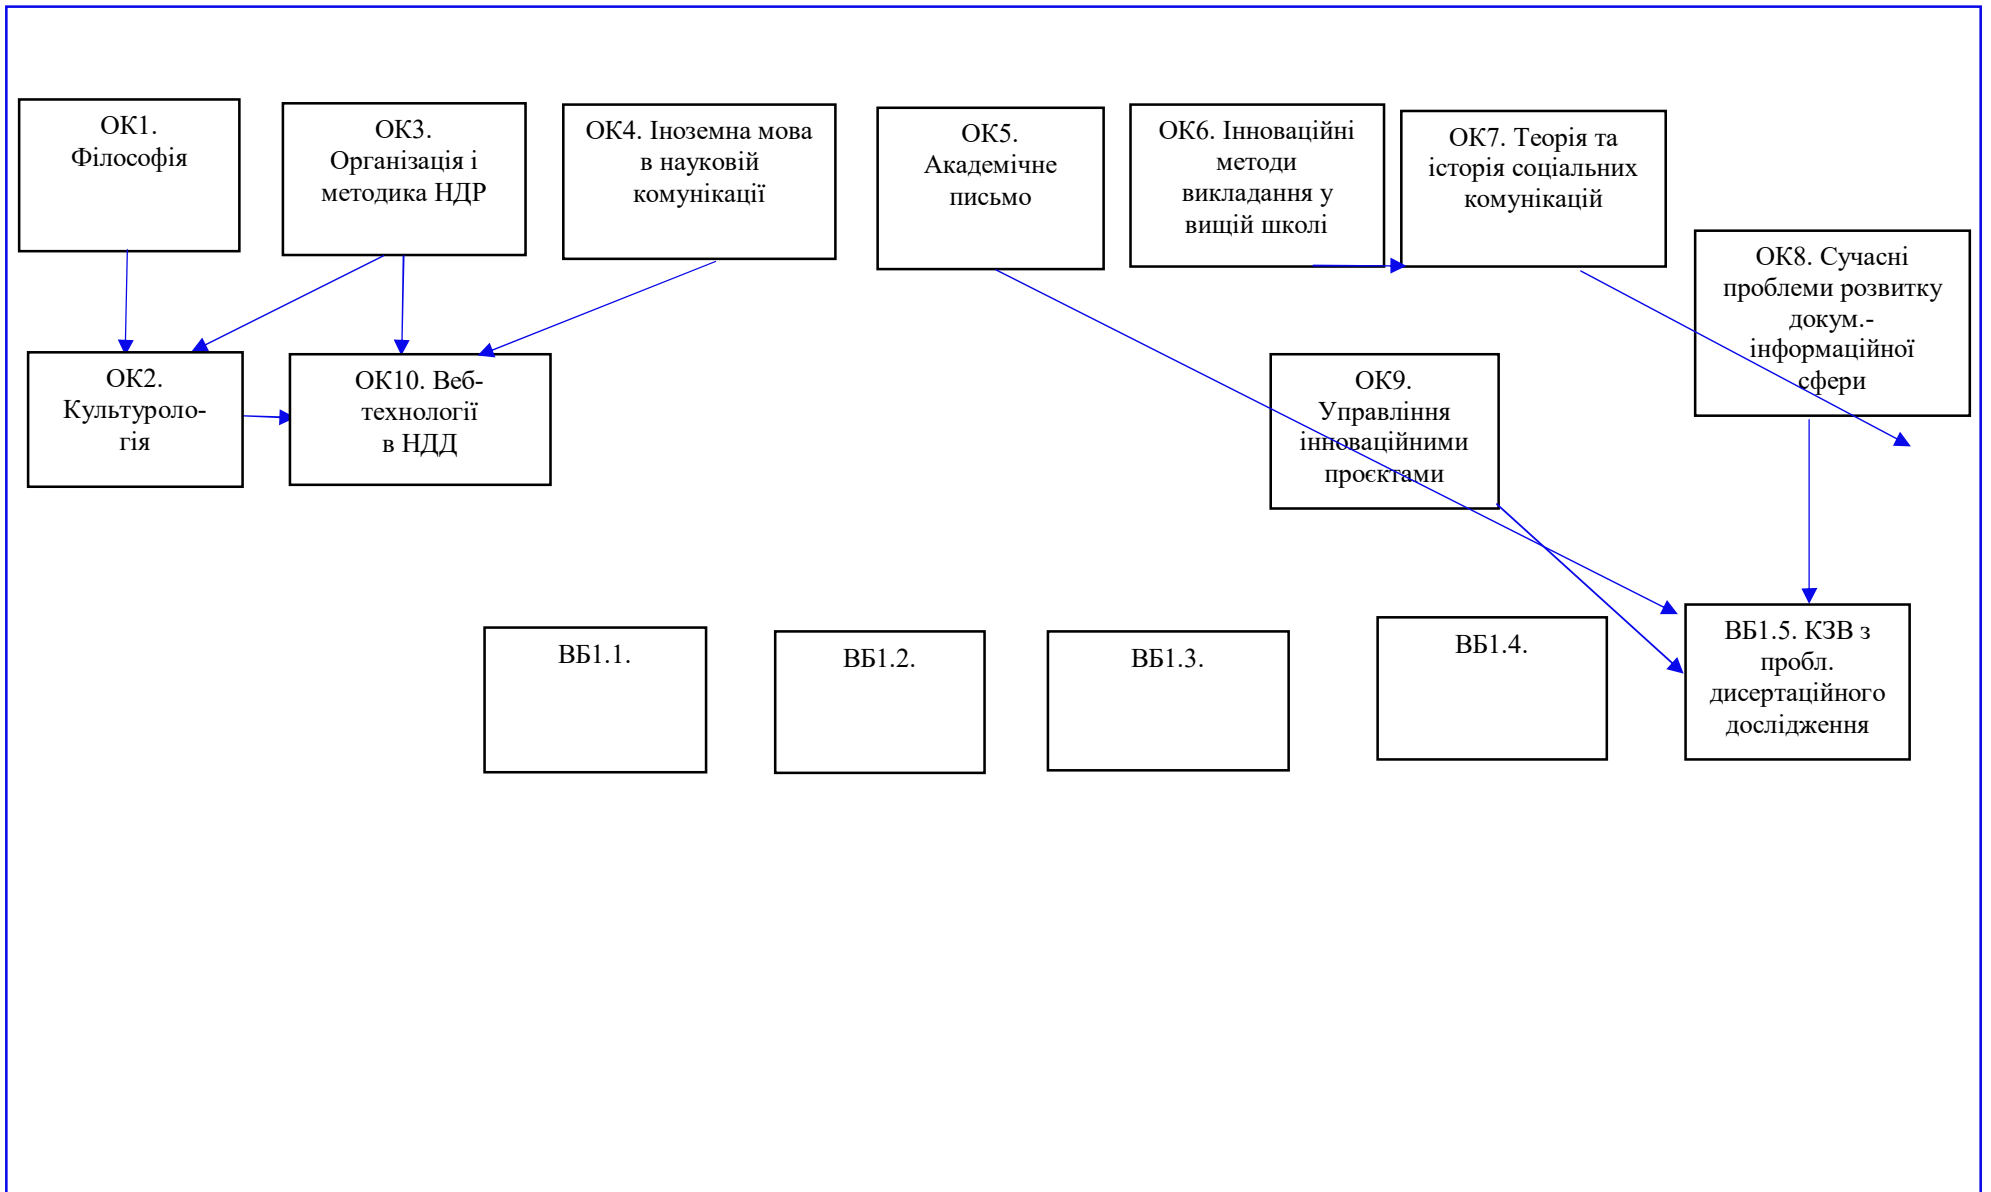 ОК1.
Філософія
ОК3.
Організація і
методика НДР
ОК4. Іноземна мова
в науковій
комунікації
ОК5.
Академічне
письмо
ОК6. Інноваційні
методи
викладання у
вищій школі
ОК7. Теорія та
історія соціальних
комунікацій
ОК8. Сучасні
проблеми розвитку
докум.-
інформаційної
сфери
ОК2.
Культуроло-
гія
ОК10. Веб-
технології
в НДД
ОК9.
Управління
інноваційними
проєктами
ВБ1.1.
ВБ1.2.
ВБ1.3.
ВБ1.4.
ВБ1.5. КЗВ з
пробл.
дисертаційного
дослідження